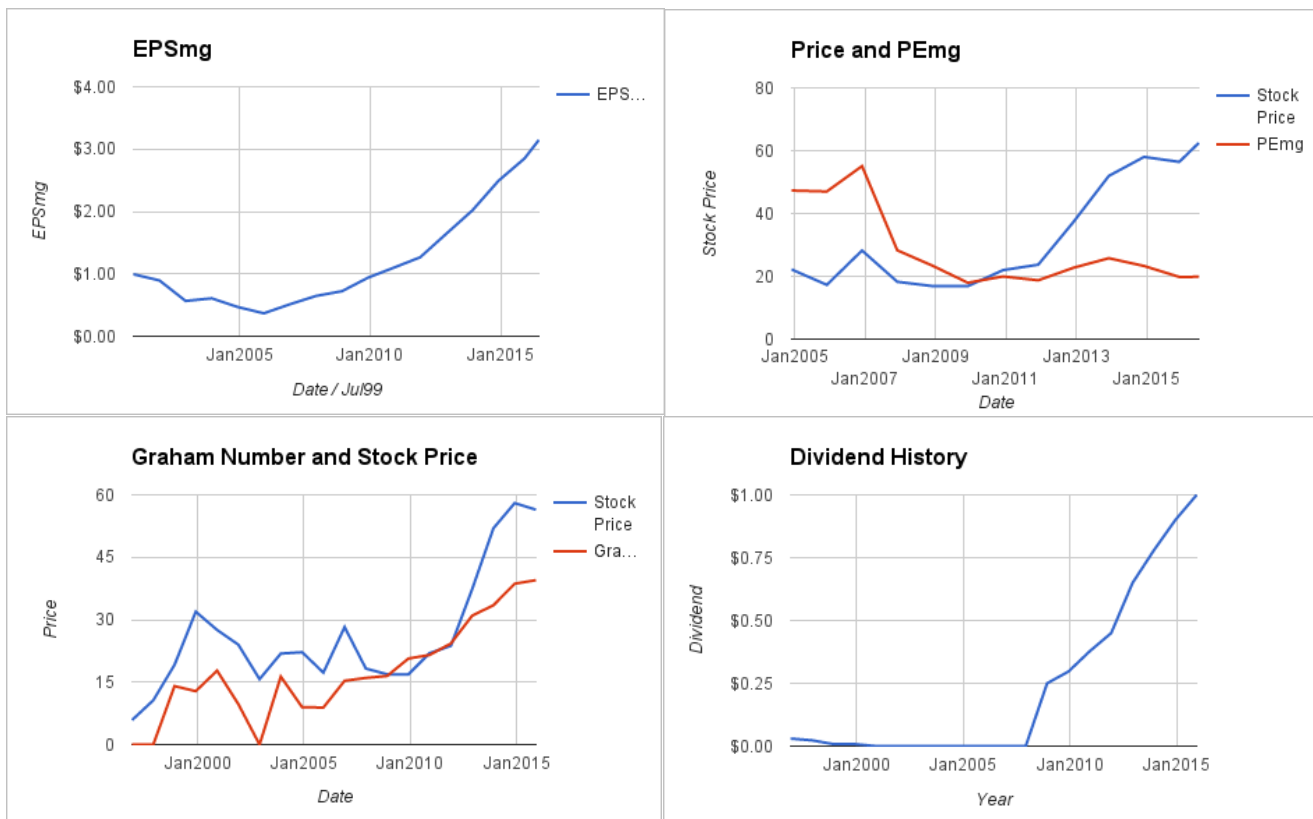 EPSmg
$4.00
$3.00
$2.00
$1.00
$0.00
EPSmg
EPS...
Jan2005 Jan2010 Jan2015
Date / Jul99
Price and PEmg
80
60
40
20
0
Stock Price
Stock
Price
PEmg
Jan2005 Jan2009 Jan2013
Jan2007 Jan2011 Jan2015
Date
Graham Number and Stock Price
60
45
30
15
0
Price
Stock
Price
Gra...
Jan2000 Jan2005 Jan2010 Jan2015
Date
Dividend History
$1.00
$0.75
$0.50
$0.25
$0.00
Dividend
Jan2000 Jan2005 Jan2010 Jan2015
Year